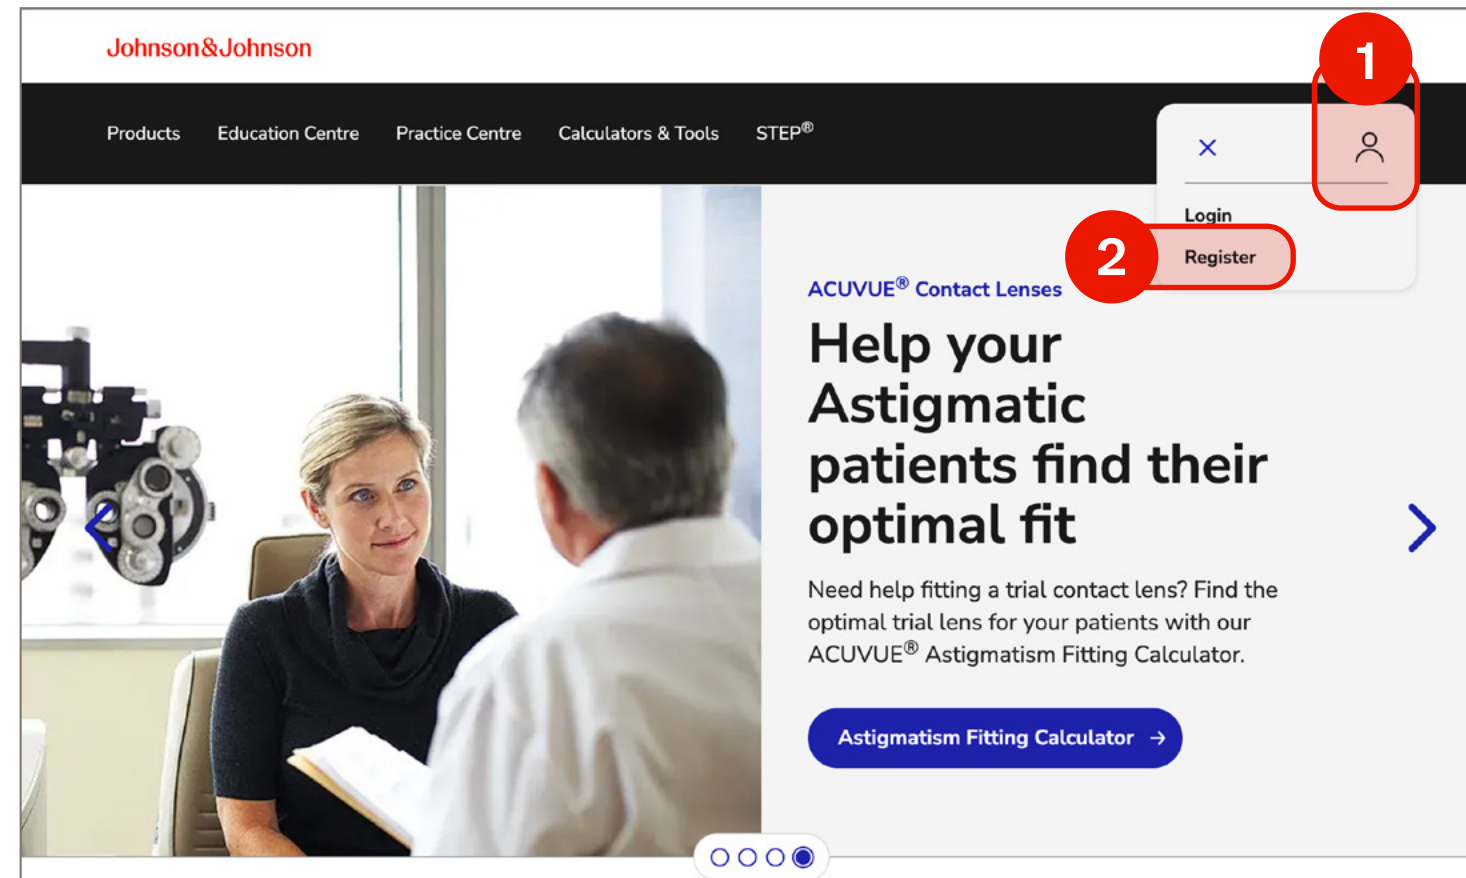 Johnson&Johnson
1
Products Education Centre Practice Centre Calculators & Tools STEP®
Login
2
Register
ACUVUE® Contact Lenses
Help your
Astigmatic
patients find their
optimal fit
Need help fitting a trial contact lens? Find the
optimal trial lens for your patients with our
ACUVUE® Astigmatism Fitting Calculator.
Astigmatism Fitting Calculator →